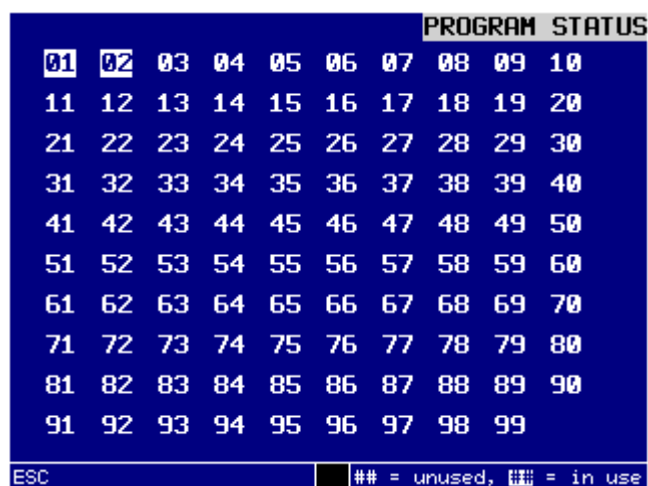 PROGRAM STATUS
01 02 03 04 05 06 07 08 09 10
11 12 13 14 15 16 17 18 19 20
21 22 23 24 25 26 27 28 29 30
31 32 33 34 35 36 37 38 39 40
41 42 43 44 45 46 47 48 49 50
51 52 53 54 55 56 57 58 59 60
61 62 63 64 65 66 67 68 69 70
71 72 73 74 75 76 77 78 79 80
81 82 83 84 85 86 87 88 89 90
91 92 93 94 95 96 97 98 99
ESC ## = unused, ## = in use